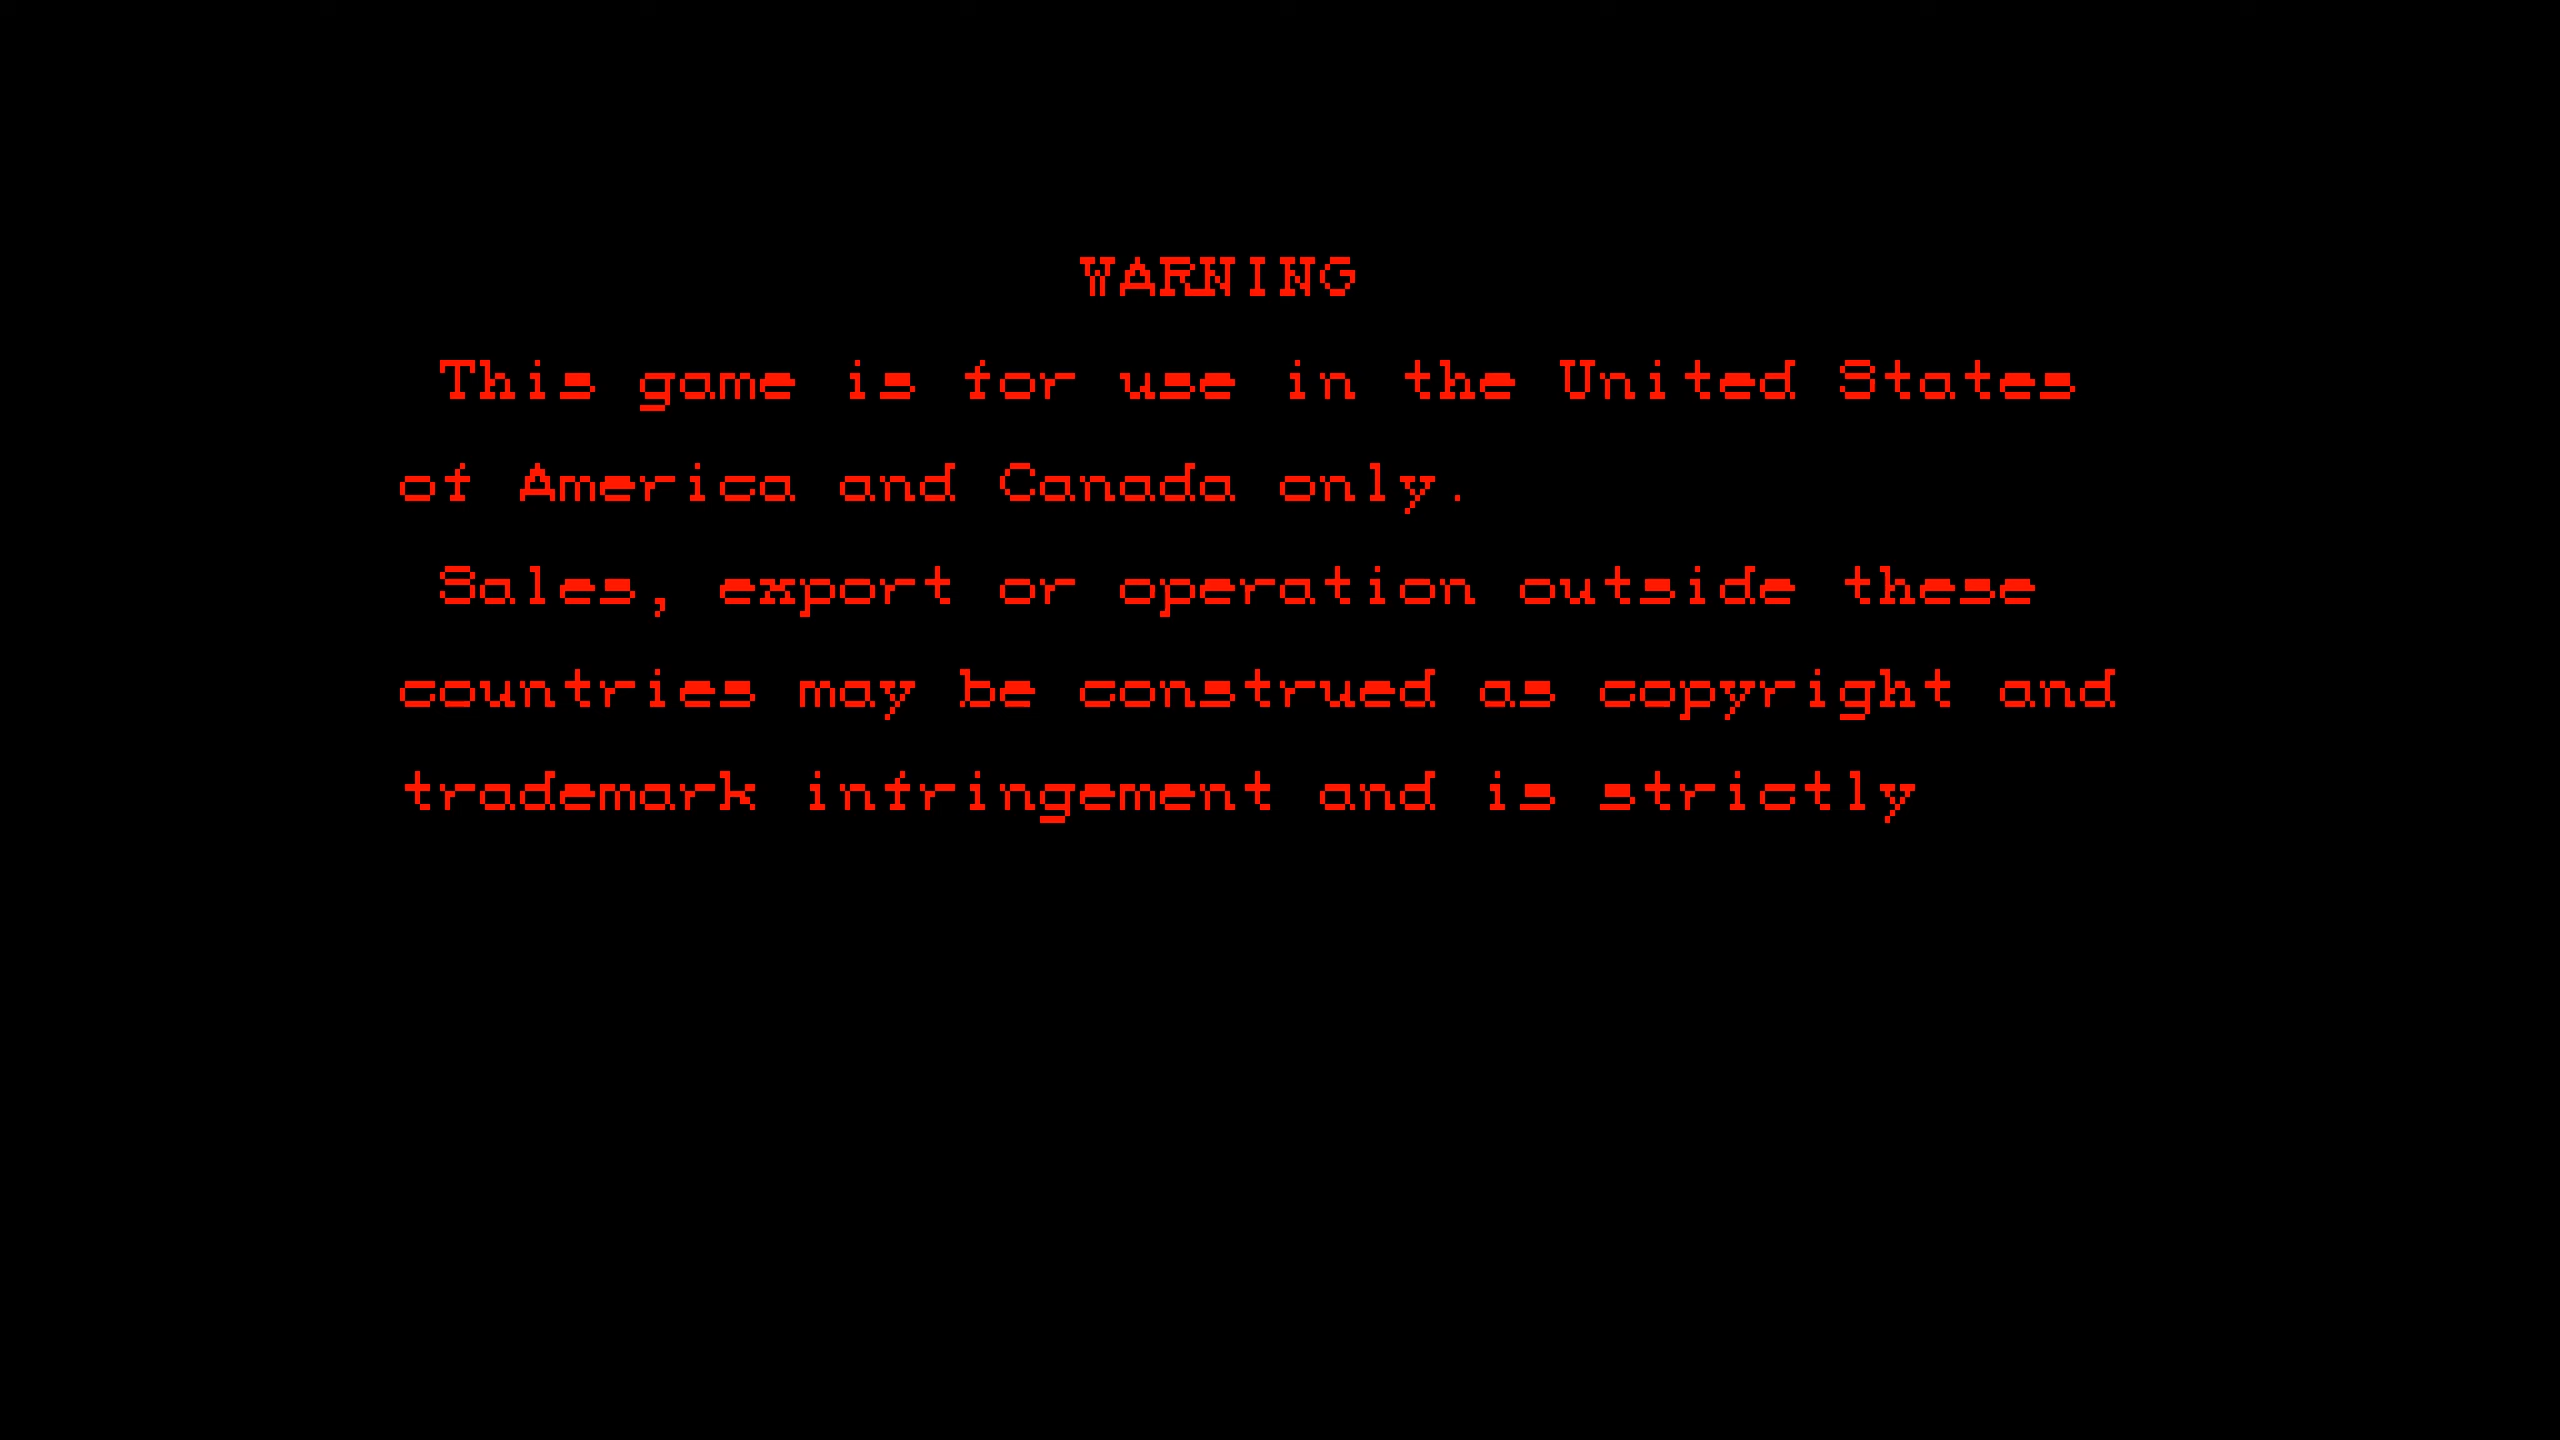 WARNING
This game is for use in the United States
of America and Canada only.
Sales, export or operation outside these
countries may be construed as copyright and
trademark infringement and is strictly